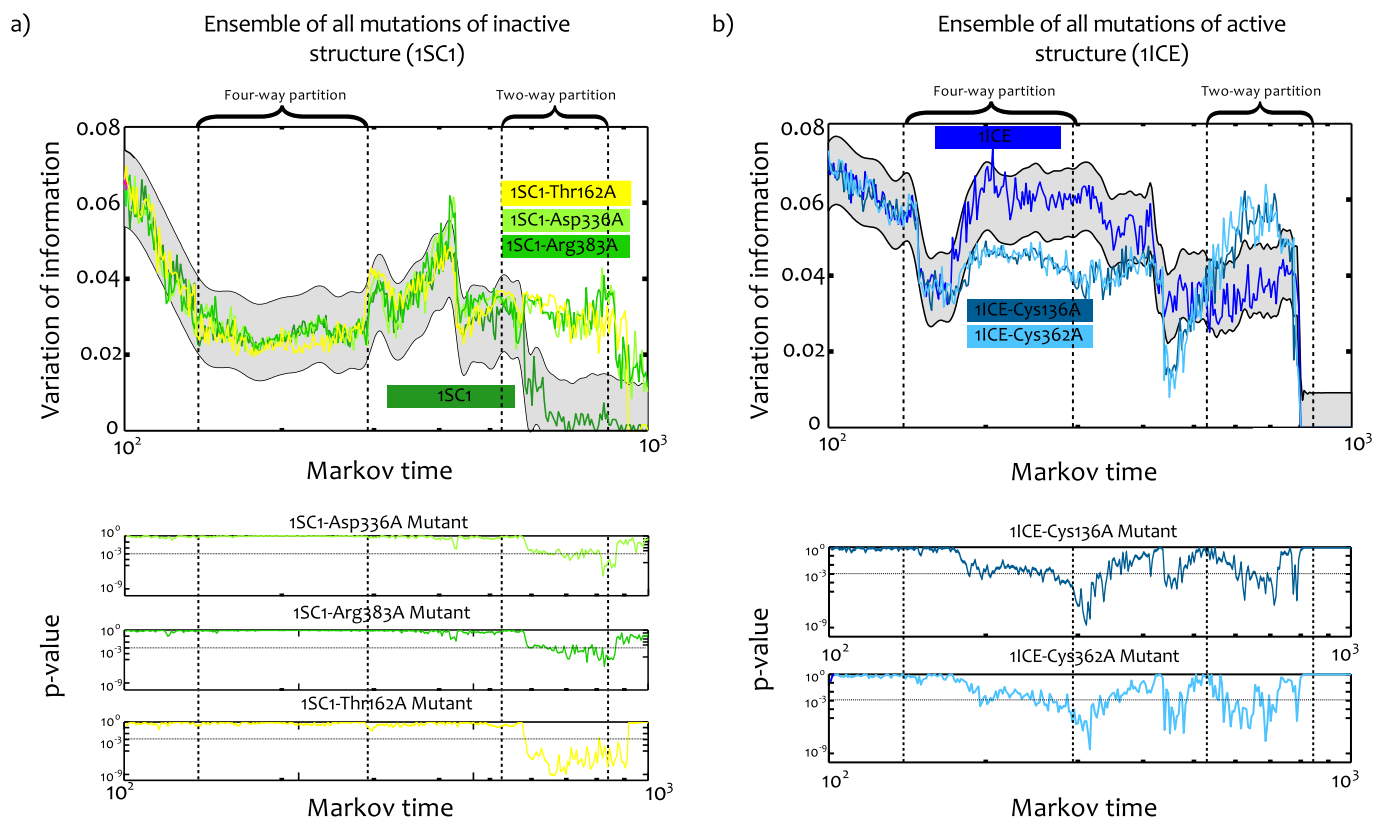 a)
Ensemble of all mutations of inactive
structure (1SC1)
Four-way partition
Two-way partition
0.08
0.06
0.04
0.02
0
Variation of information
1SC1-Thr162A
1SC1-Asp336A
1SC1-Arg383A
1SC1
10²
10³
Markov time
1SC1-Asp336A Mutant
10⁰
10⁻³
10⁻⁹
1SC1-Arg383A Mutant
10⁰
10⁻³
10⁻⁹
1SC1-Thr162A Mutant
10⁰
10⁻³
10⁻⁹
p-value
10²
10³
Markov time
b)
Ensemble of all mutations of active
structure (1ICE)
Four-way partition
Two-way partition
0.08
0.06
0.04
0.02
0
Variation of information
1ICE
1ICE-Cys136A
1ICE-Cys362A
10²
10³
Markov time
1ICE-Cys136A Mutant
10⁰
10⁻³
10⁻⁹
10²
10³
1ICE-Cys362A Mutant
10⁰
10⁻³
10⁻⁹
p-value
10²
10³
Markov time